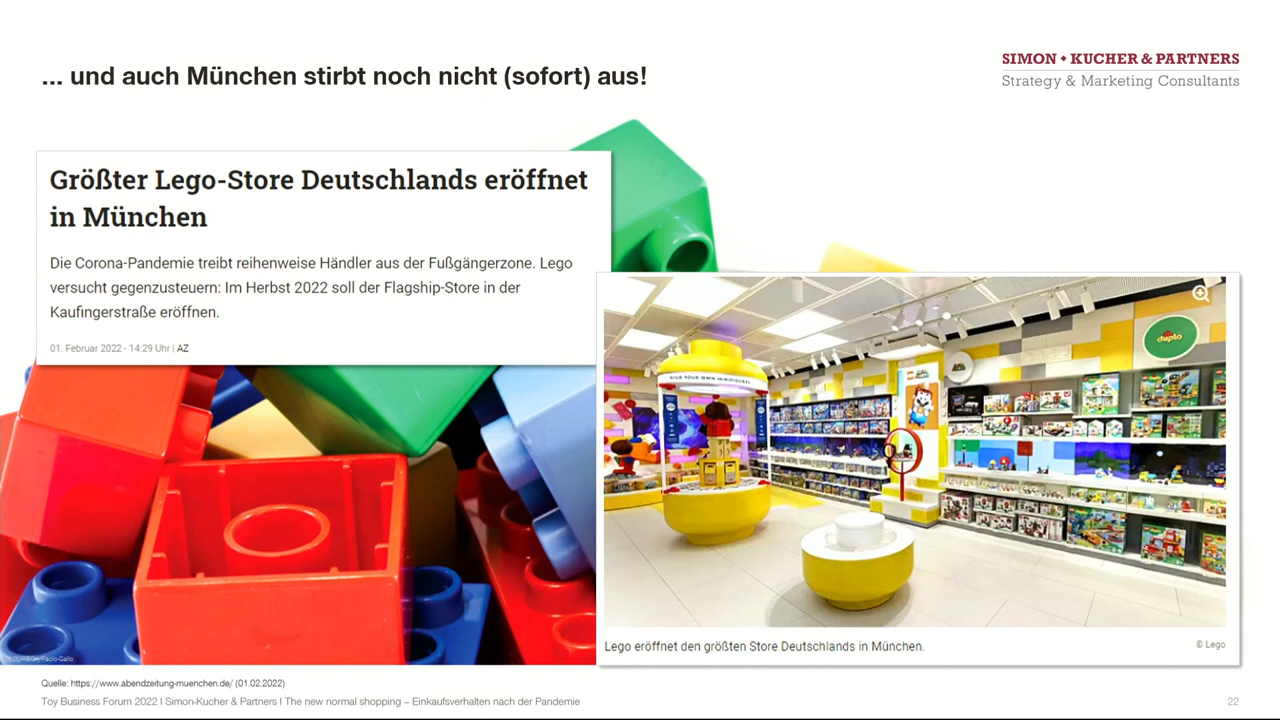 ... und auch München stirbt noch nicht (sofort) aus!
SIMON • KUCHER & PARTNERS
Strategy & Marketing Consultants
Größter Lego-Store Deutschlands eröffnet
in München
Die Corona-Pandemie treibt reihenweise Händler aus der Fußgängerzone. Lego
versucht gegenzusteuern: Im Herbst 2022 soll der Flagship-Store in der
Kaufingerstraße eröffnen.
01. Februar 2022 - 14:29 Uhr | AZ
duplo
BUILD YOUR OWN MINIFIGURES
Lego eröffnet den größten Store Deutschlands in München.
© Lego
Quelle: https://www.abendzeitung-muenchen.de/ (01.02.2022)
Toy Business Forum 2022 I Simon-Kucher & Partners I The new normal shopping – Einkaufsverhalten nach der Pandemie
22